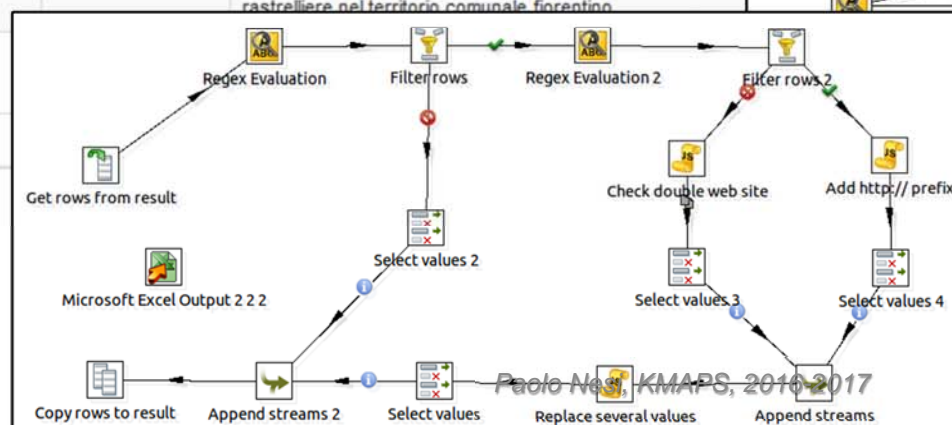 rastrelliere nel territorio comunale fiorentino
Regex Evaluation
Filter rows
Regex Evaluation 2
Filter rows 2
Get rows from result
Check double web site
Add http:// prefix
Select values 2
Microsoft Excel Output 2 2 2
Select values 3
Select values 4
Paolo Nesi, KMAPS, 2016-2017
Copy rows to result
Append streams 2
Select values
Replace several values
Append streams